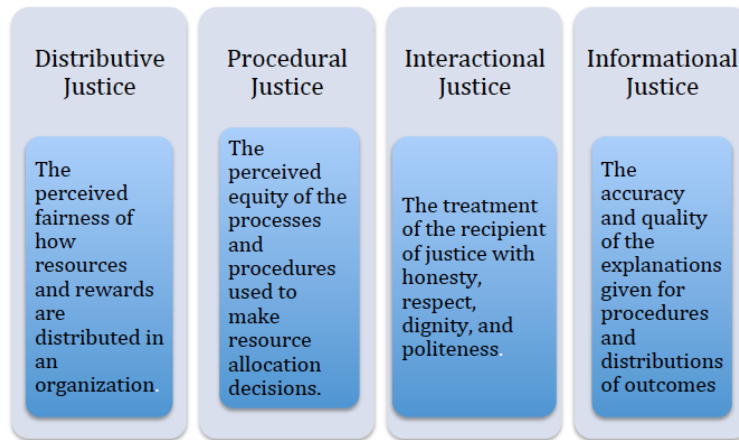 Distributive
Justice
The
perceived
fairness of
how
resources
and rewards
are
distributed in
an
organization.
Procedural
Justice
The
perceived
equity of the
processes
and
procedures
used to
make
resource
allocation
decisions.
Interactional
Justice
The treatment
of the recipient
of justice with
honesty,
respect,
dignity, and
politeness.
Informational
Justice
The
accuracy
and quality
of the
explanations
given for
procedures
and
distributions
of outcomes